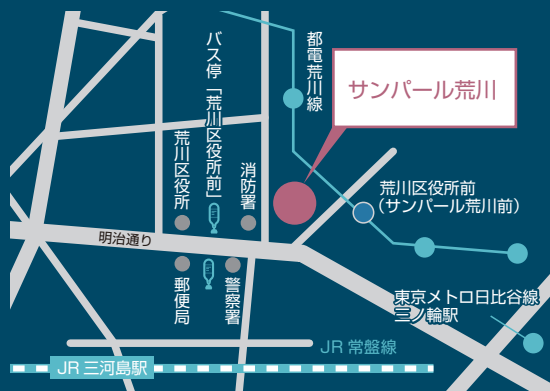 バス停「荒川区役所前」
都電荒川線
サンパール荒川
荒川区役所
消防署
荒川区役所前
(サンパール荒川前)
明治通り
郵便局
警察署
東京メトロ日比谷線
三ノ輪駅
JR 常盤線
JR 三河島駅